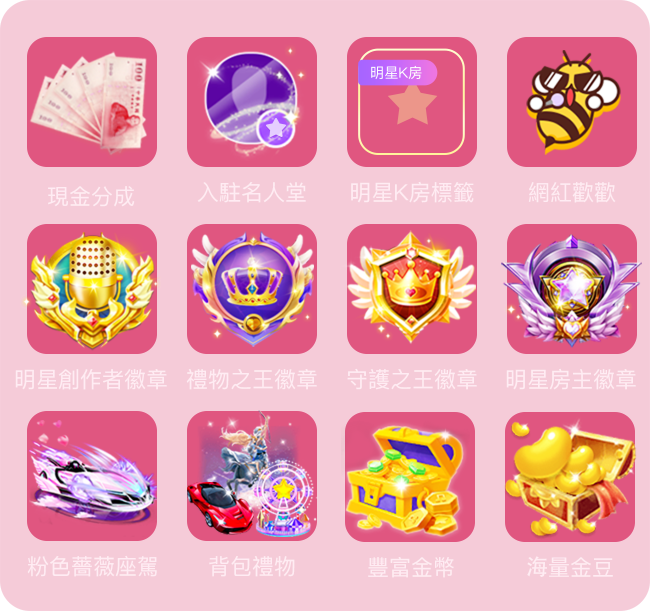 100
明星K房
現金分成
入駐名人堂
明星K房標籤
網紅歡歡
明星創作者徽章
禮物之王徽章
守護之王徽章
明星房主徽章
粉色薔薇座駕
背包禮物
豐富金幣
海量金豆